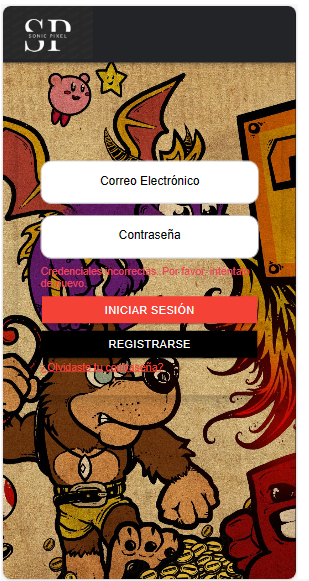 SP
SONIC PIXEL
Correo Electrónico
Contraseña
Credenciales incorrectas. Por favor, inténtalo
de nuevo.
INICIAR SESIÓN
REGISTRARSE
¿Olvidaste tu contraseña?